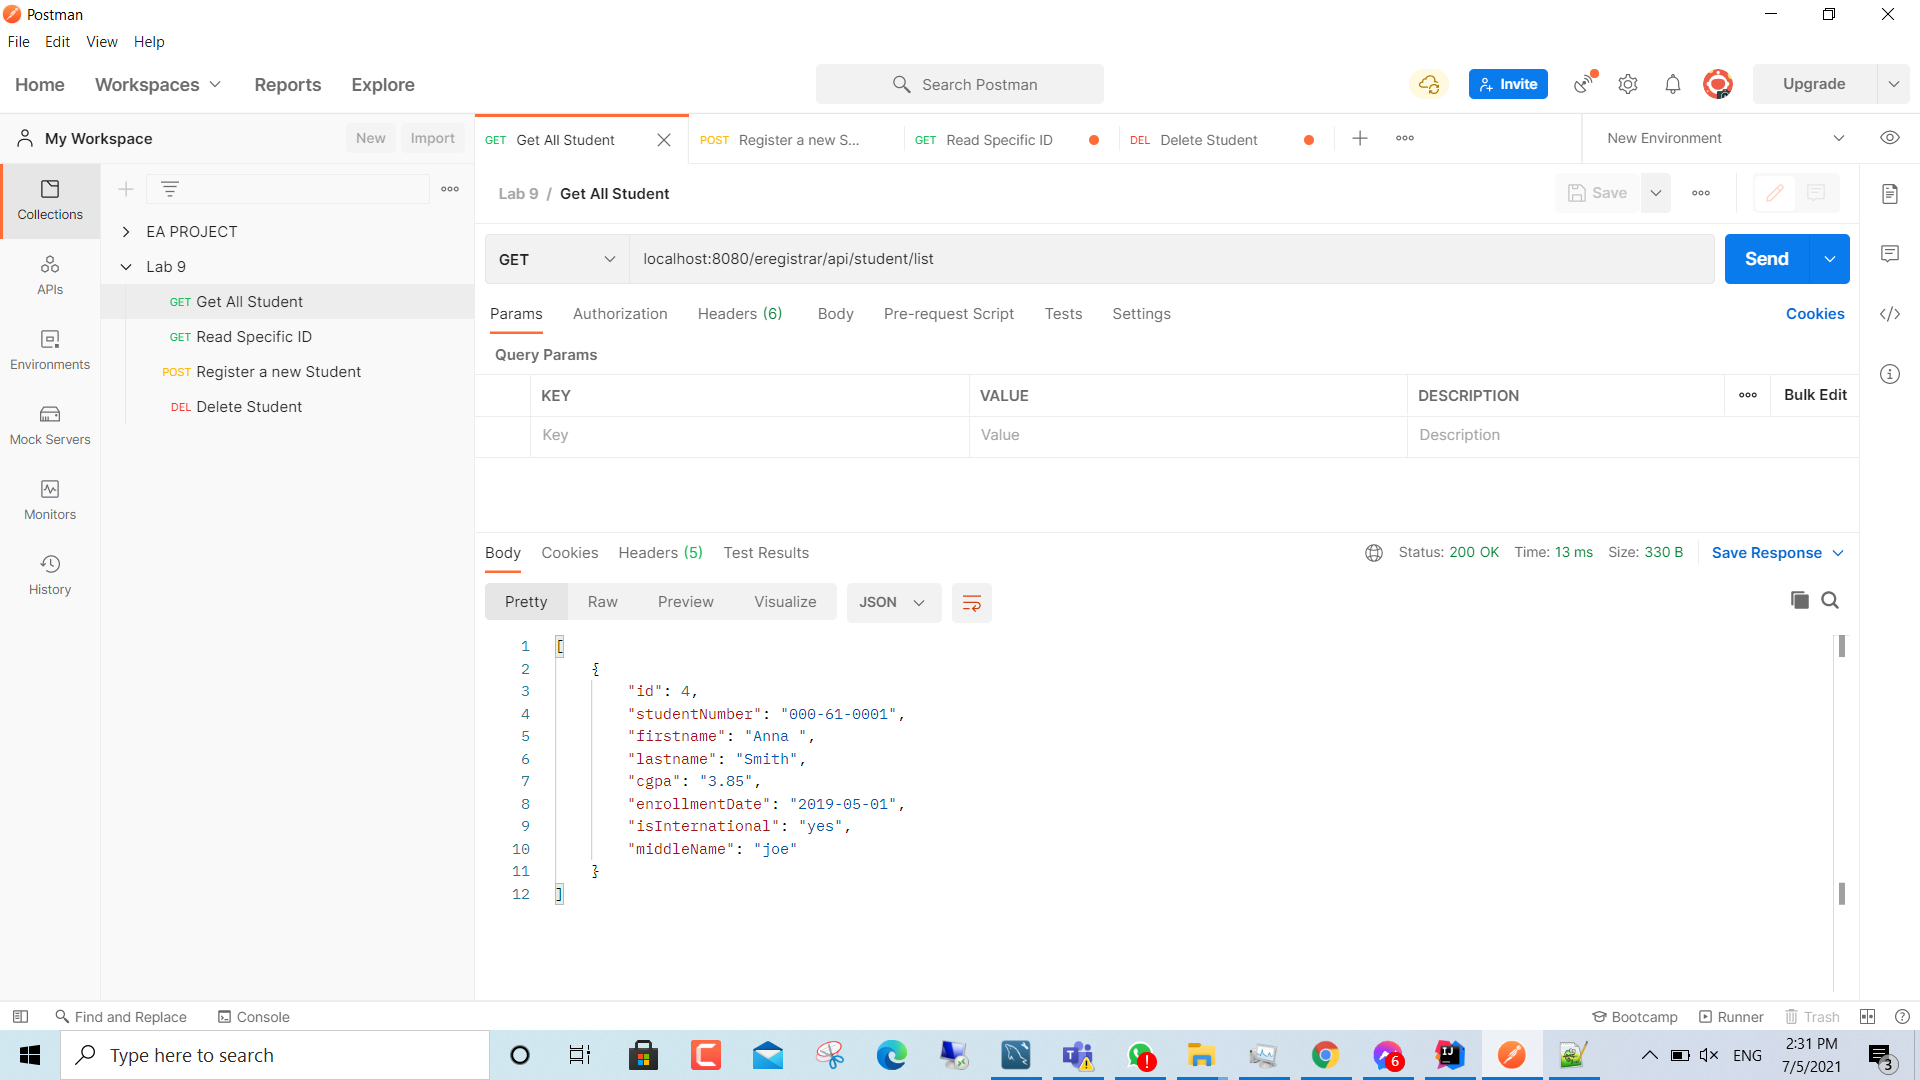 Postman
File Edit View Help
Home Workspaces Reports Explore Search Postman Invite Upgrade
My Workspace New Import GET Get All Student POST Register a new S... GET Read Specific ID DEL Delete Student New Environment
Lab 9 / Get All Student Save
Collections
EA PROJECT
Lab 9
GET Get All Student
GET Read Specific ID
POST Register a new Student
DEL Delete Student
APIs
Environments
Mock Servers
Monitors
History
GET localhost:8080/eregistrar/api/student/list Send
Params Authorization Headers (6) Body Pre-request Script Tests Settings Cookies
Query Params
KEY VALUE DESCRIPTION Bulk Edit
Key Value Description
Body Cookies Headers (5) Test Results Status: 200 OK Time: 13 ms Size: 330 B Save Response
Pretty Raw Preview Visualize JSON
1 [
2 {
3 "id": 4,
4 "studentNumber": "000-61-0001",
5 "firstname": "Anna ",
6 "lastname": "Smith",
7 "cgpa": "3.85",
8 "enrollmentDate": "2019-05-01",
9 "isInternational": "yes",
10 "middleName": "joe"
11 }
12 ]
Find and Replace Console Bootcamp Runner Trash
Type here to search 6 ENG 2:31 PM
7/5/2021 3